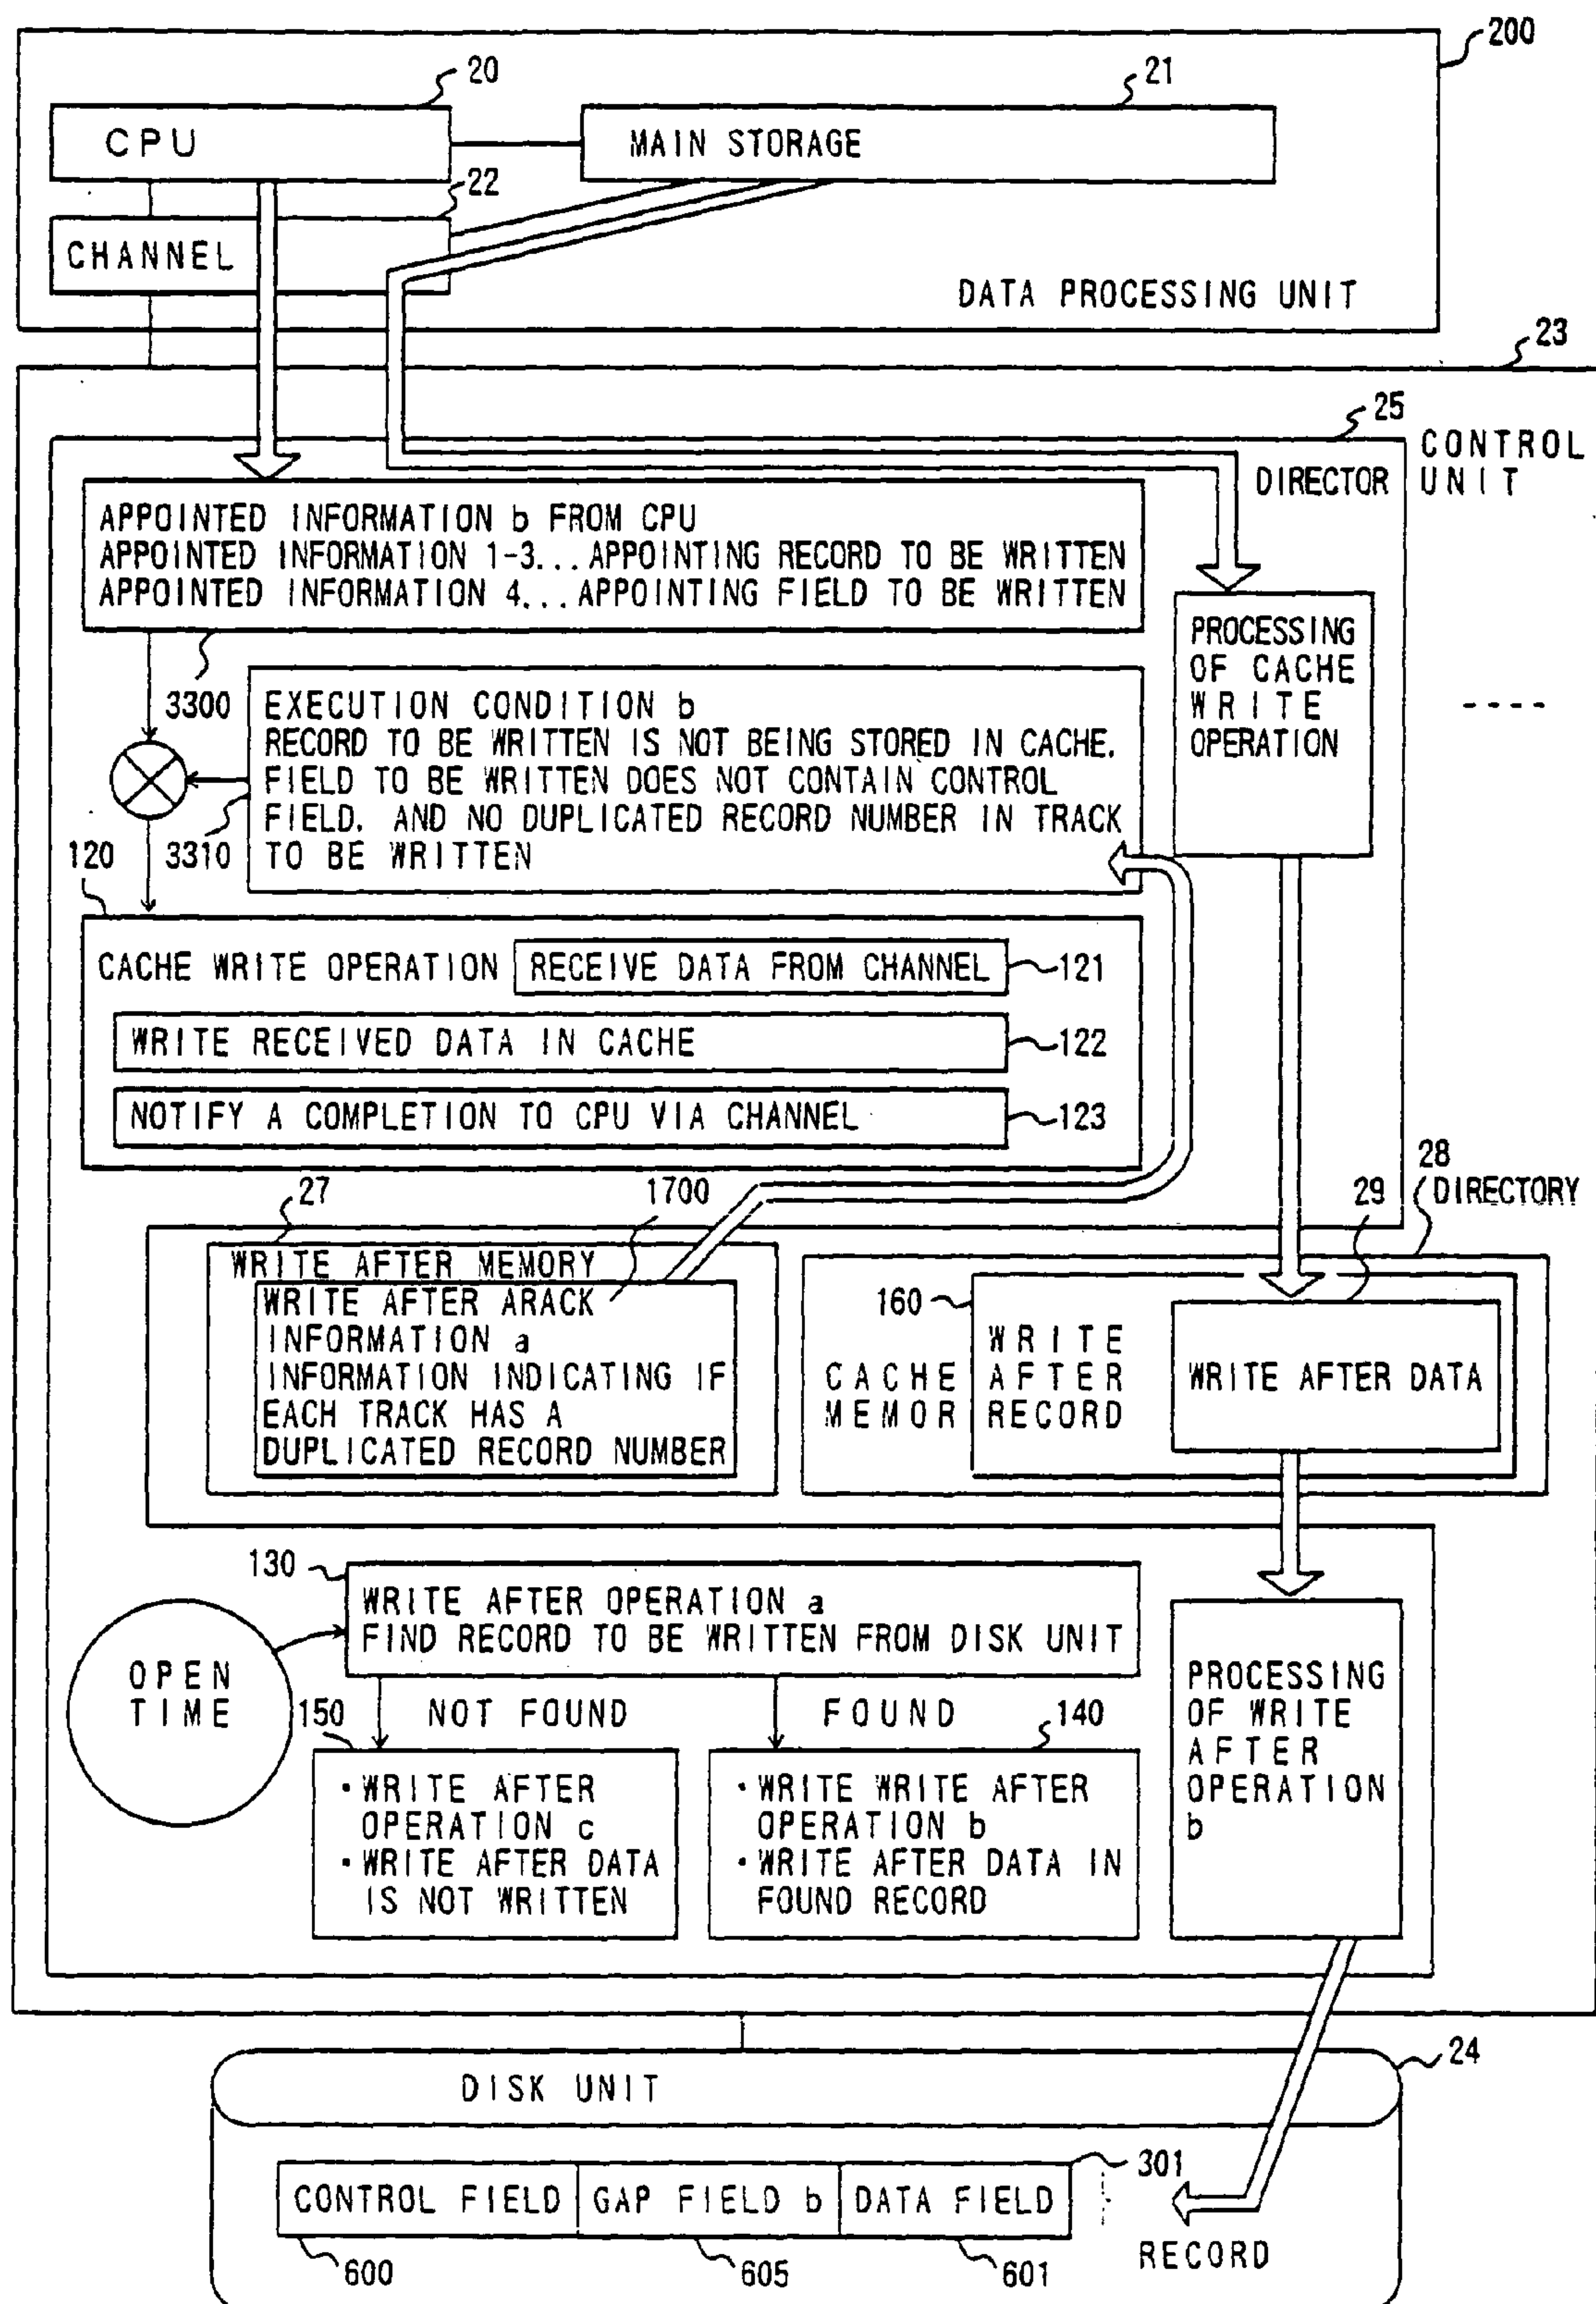 200
20
21
CPU
MAIN STORAGE
22
CHANNEL
DATA PROCESSING UNIT
23
25
CONTROL
UNIT
DIRECTOR
APPOINTED INFORMATION b FROM CPU
APPOINTED INFORMATION 1-3...APPOINTING RECORD TO BE WRITTEN
APPOINTED INFORMATION 4...APPOINTING FIELD TO BE WRITTEN
PROCESSING
OF CACHE
WRITE
OPERATION
3300
EXECUTION CONDITION b
RECORD TO BE WRITTEN IS NOT BEING STORED IN CACHE.
FIELD TO BE WRITTEN DOES NOT CONTAIN CONTROL
FIELD. AND NO DUPLICATED RECORD NUMBER IN TRACK
TO BE WRITTEN
120
3310
CACHE WRITE OPERATION
RECEIVE DATA FROM CHANNEL
121
WRITE RECEIVED DATA IN CACHE
122
NOTIFY A COMPLETION TO CPU VIA CHANNEL
123
27
1700
28
DIRECTORY
29
WRITE AFTER MEMORY
WRITE AFTER ARACK
INFORMATION a
INFORMATION INDICATING IF
EACH TRACK HAS A
DUPLICATED RECORD NUMBER
160
CACHE
MEMOR
WRITE
AFTER
RECORD
WRITE AFTER DATA
130
WRITE AFTER OPERATION a
FIND RECORD TO BE WRITTEN FROM DISK UNIT
OPEN
TIME
150
NOT FOUND
FOUND
140
・WRITE AFTER
OPERATION c
・WRITE AFTER DATA
IS NOT WRITTEN
・WRITE WRITE AFTER
OPERATION b
・WRITE AFTER DATA IN
FOUND RECORD
PROCESSING
OF WRITE
AFTER
OPERATION
b
24
DISK UNIT
301
CONTROL FIELD
GAP FIELD b
DATA FIELD
600
605
601
RECORD